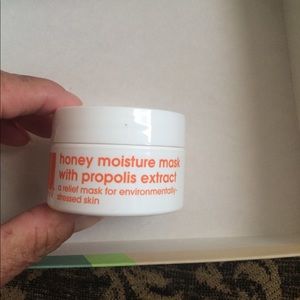 honey moisture mask
with propolis extract
a relief mask for environmentally-
stressed skin